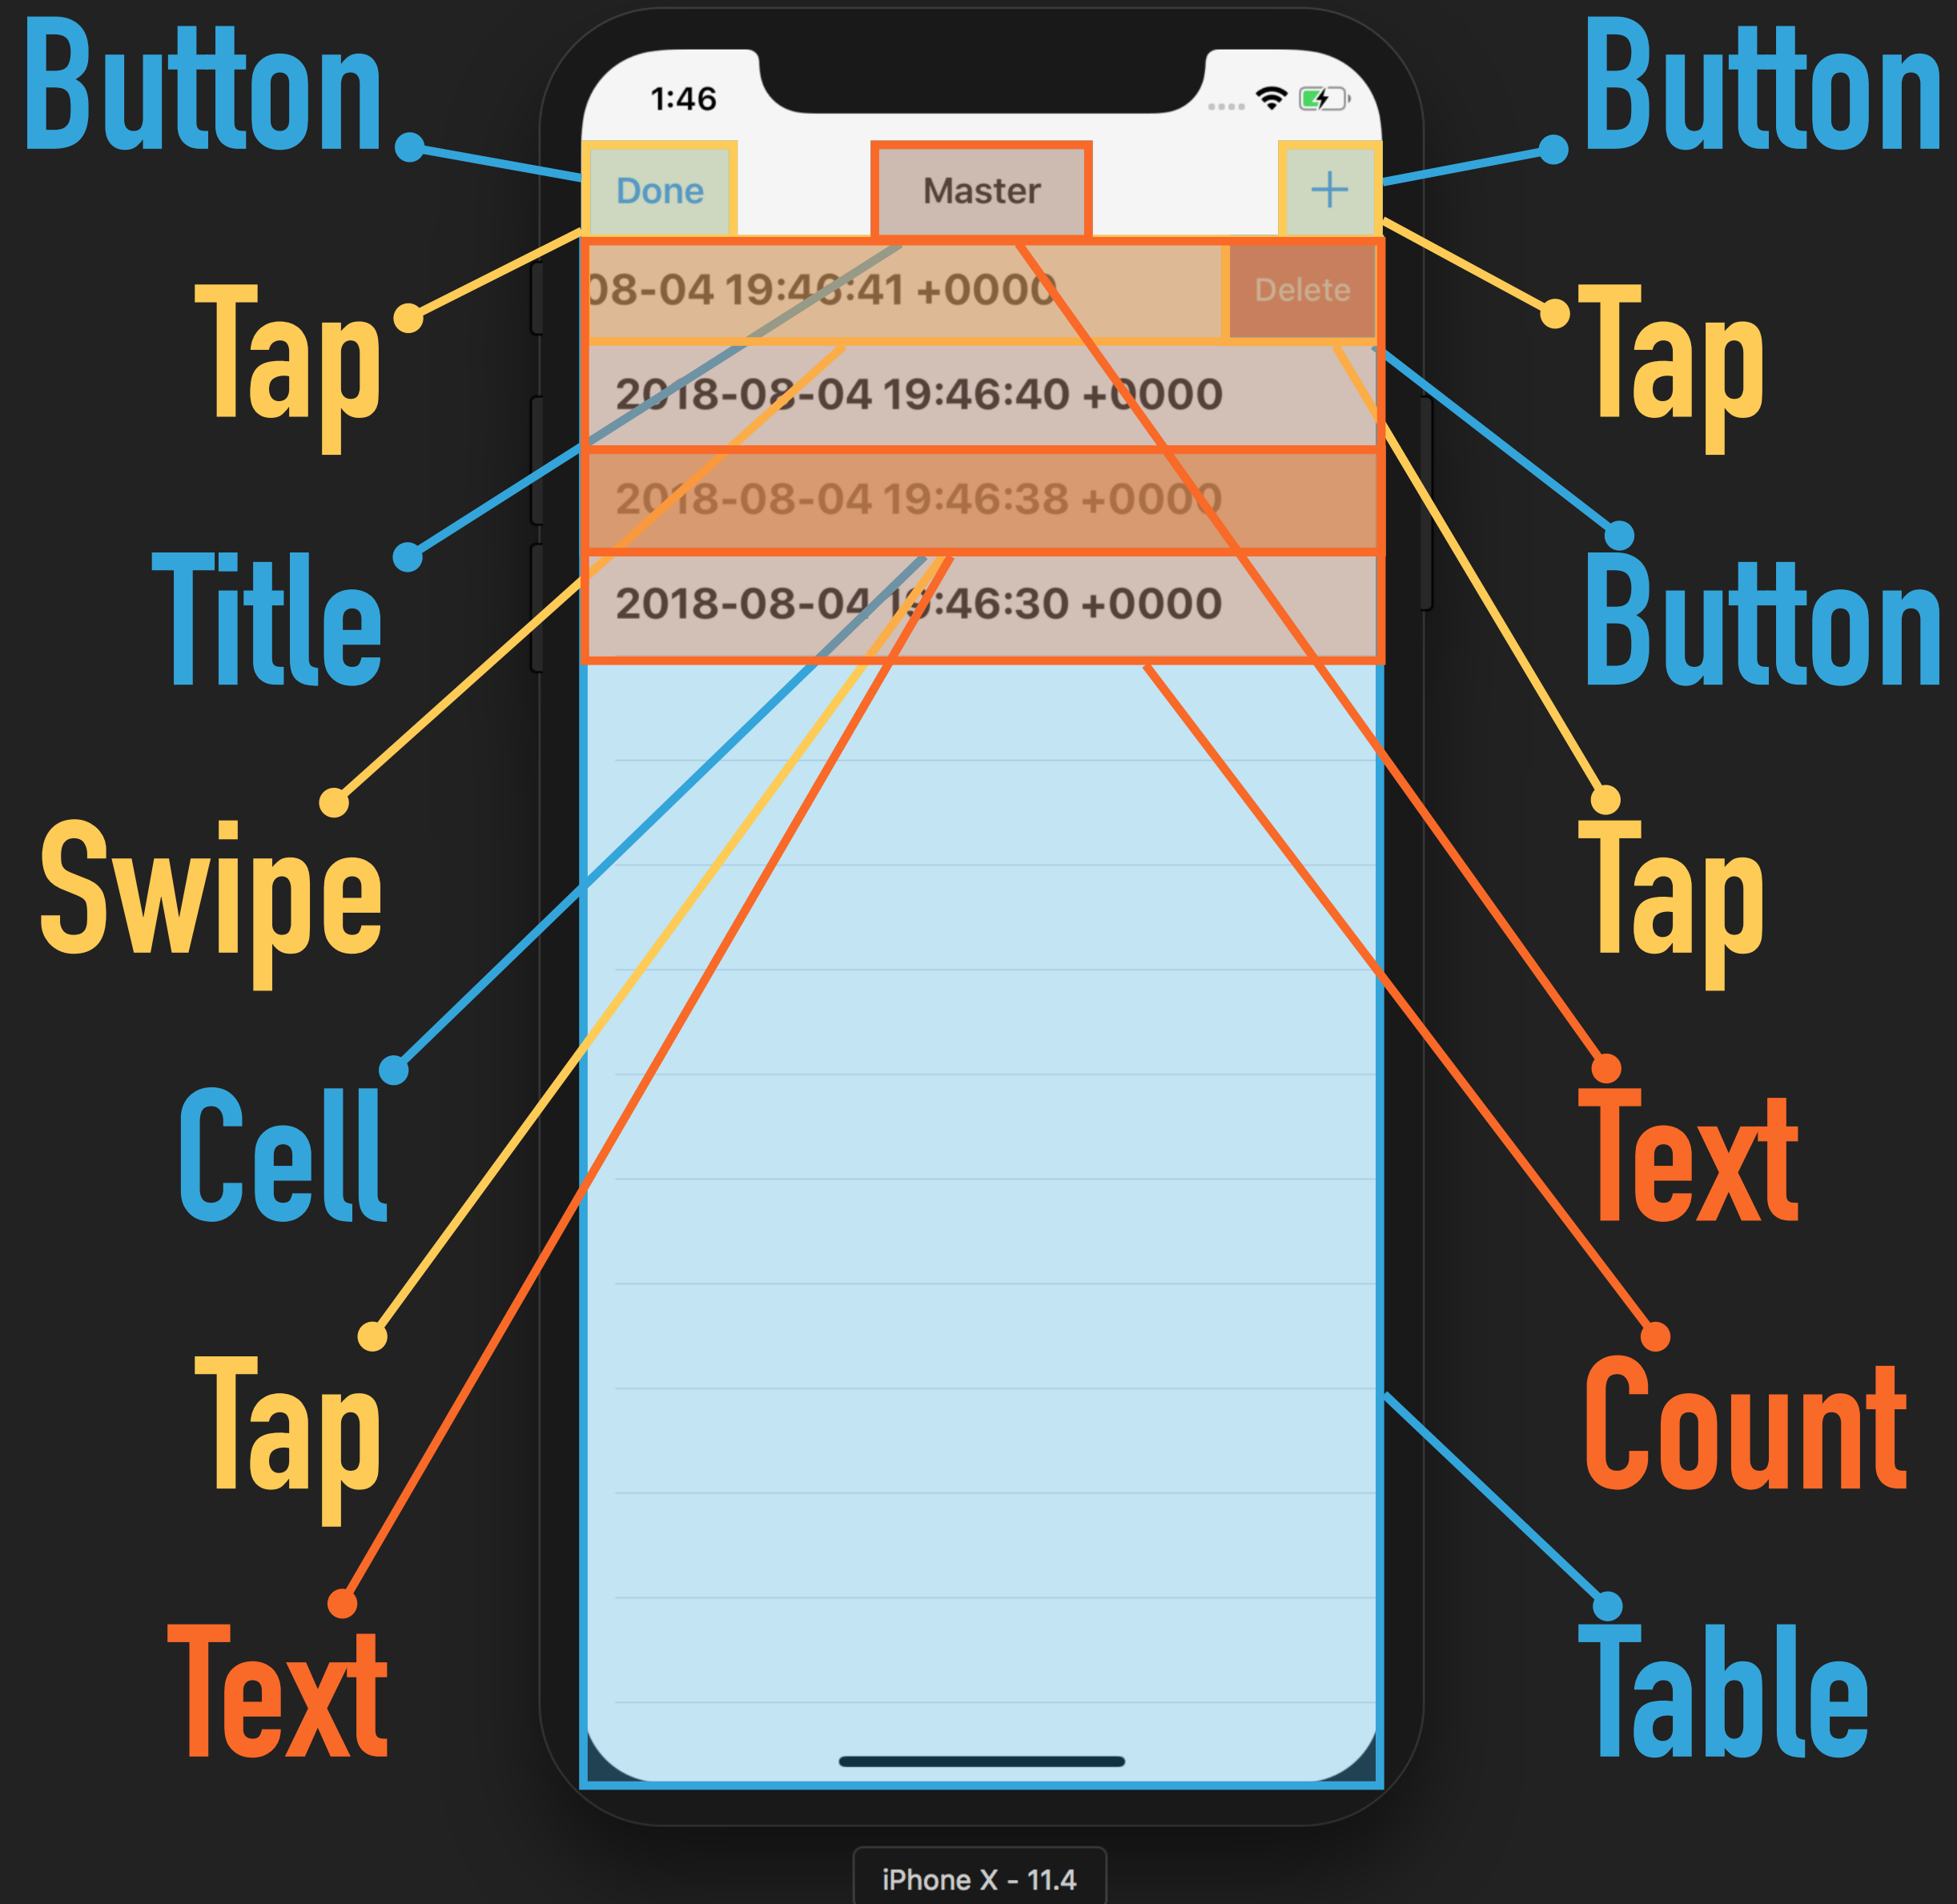 Button
Button
1:46
Done
Master
+
Tap
Tap
08-04 19:46:41 +0000
Delete
2018-08-04 19:46:40 +0000
2018-08-04 19:46:38 +0000
2018-08-04 19:46:30 +0000
Title
Button
Swipe
Tap
Cell
Text
Tap
Count
Text
Table
iPhone X - 11.4